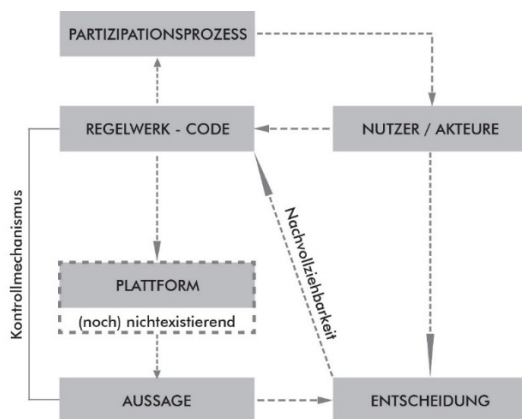 PARTIZIPATIONSPROZESS
REGELWERK - CODE
NUTZER / AKTEURE
Kontrollmechanismus
Nachvollziehbarkeit
PLATTFORM
(noch) nichtexistierend
AUSSAGE
ENTSCHEIDUNG